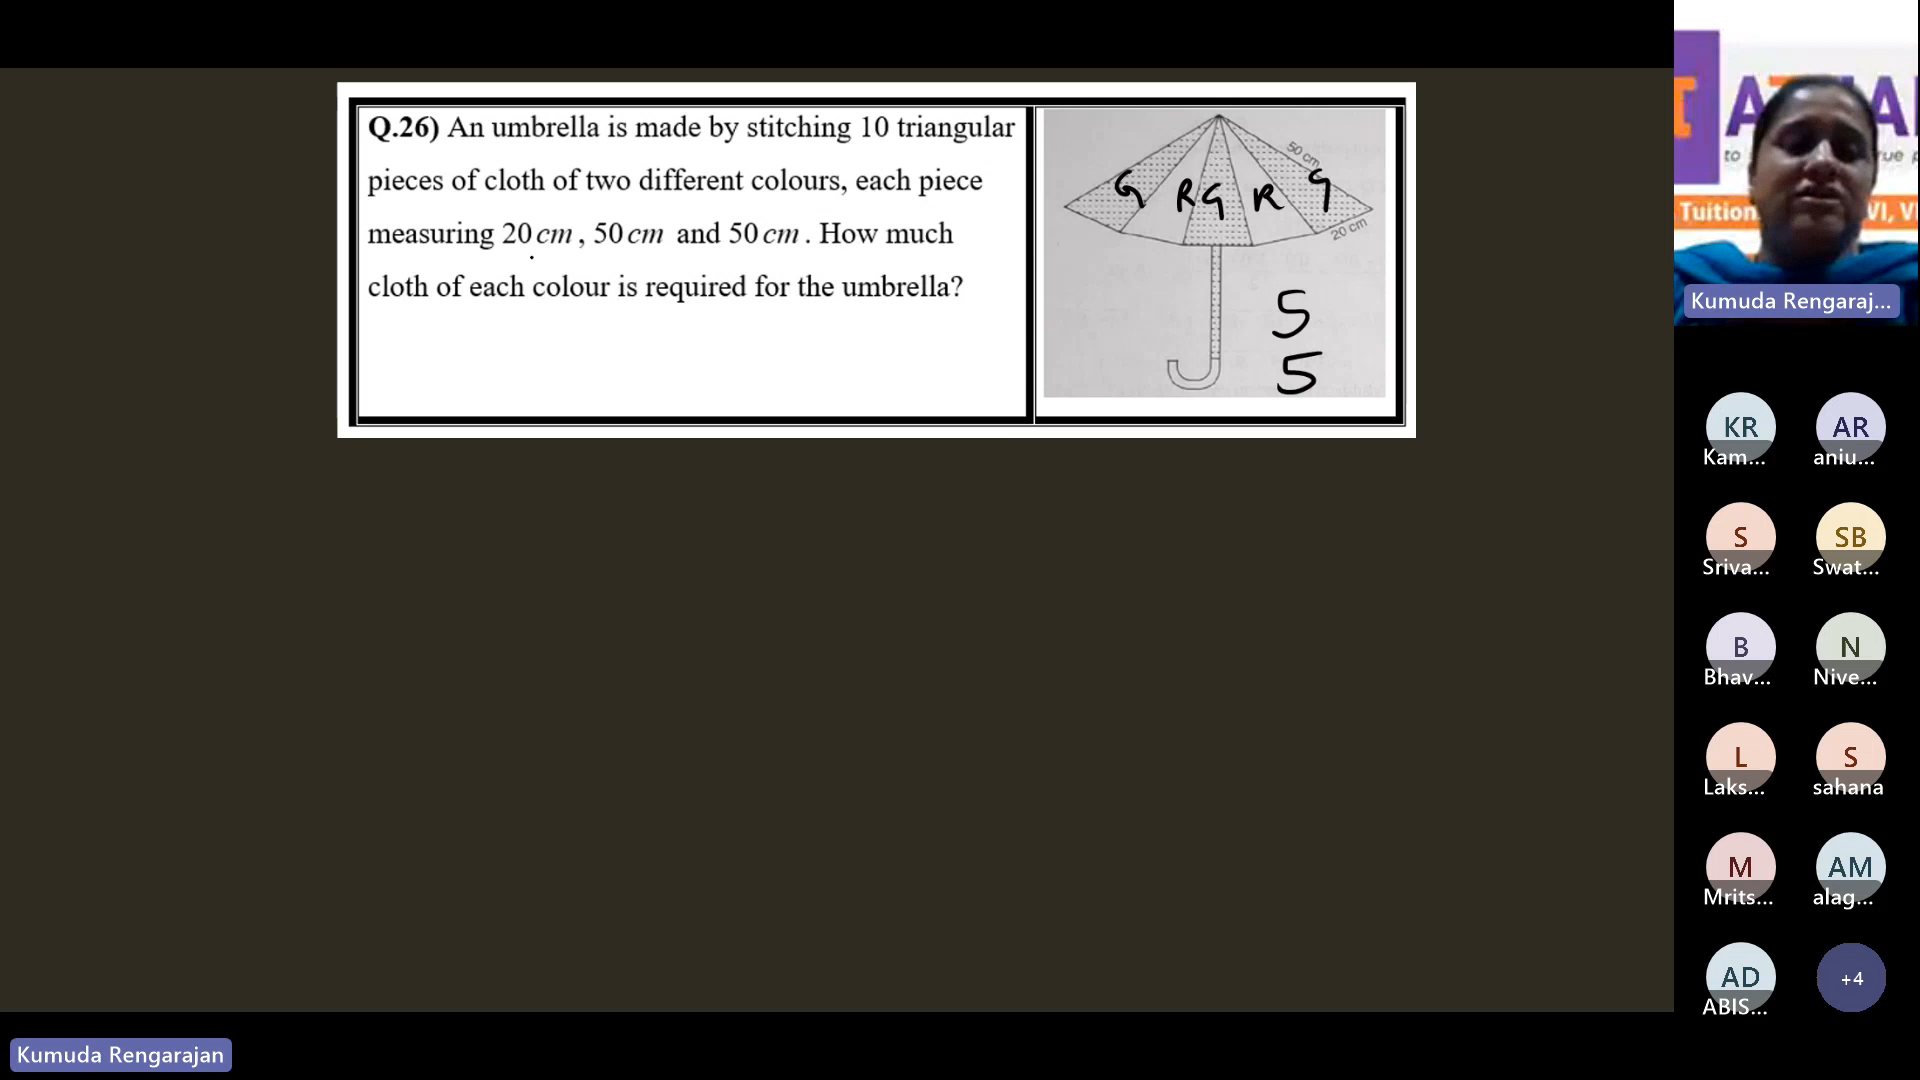 Q.26) An umbrella is made by stitching 10 triangular
pieces of cloth of two different colours, each piece
measuring 20 cm, 50 cm and 50 cm. How much
cloth of each colour is required for the umbrella?
50 cm
G R G R G
20 cm
5
5
to
Tuition
VI, V
Kumuda Rengaraj...
KR
Kam...
AR
aniu...
S
Sriva...
SB
Swat...
B
Bhav...
N
Nive...
L
Laks...
S
sahana
M
Mrits...
AM
alag...
AD
ABIS...
+4
Kumuda Rengarajan